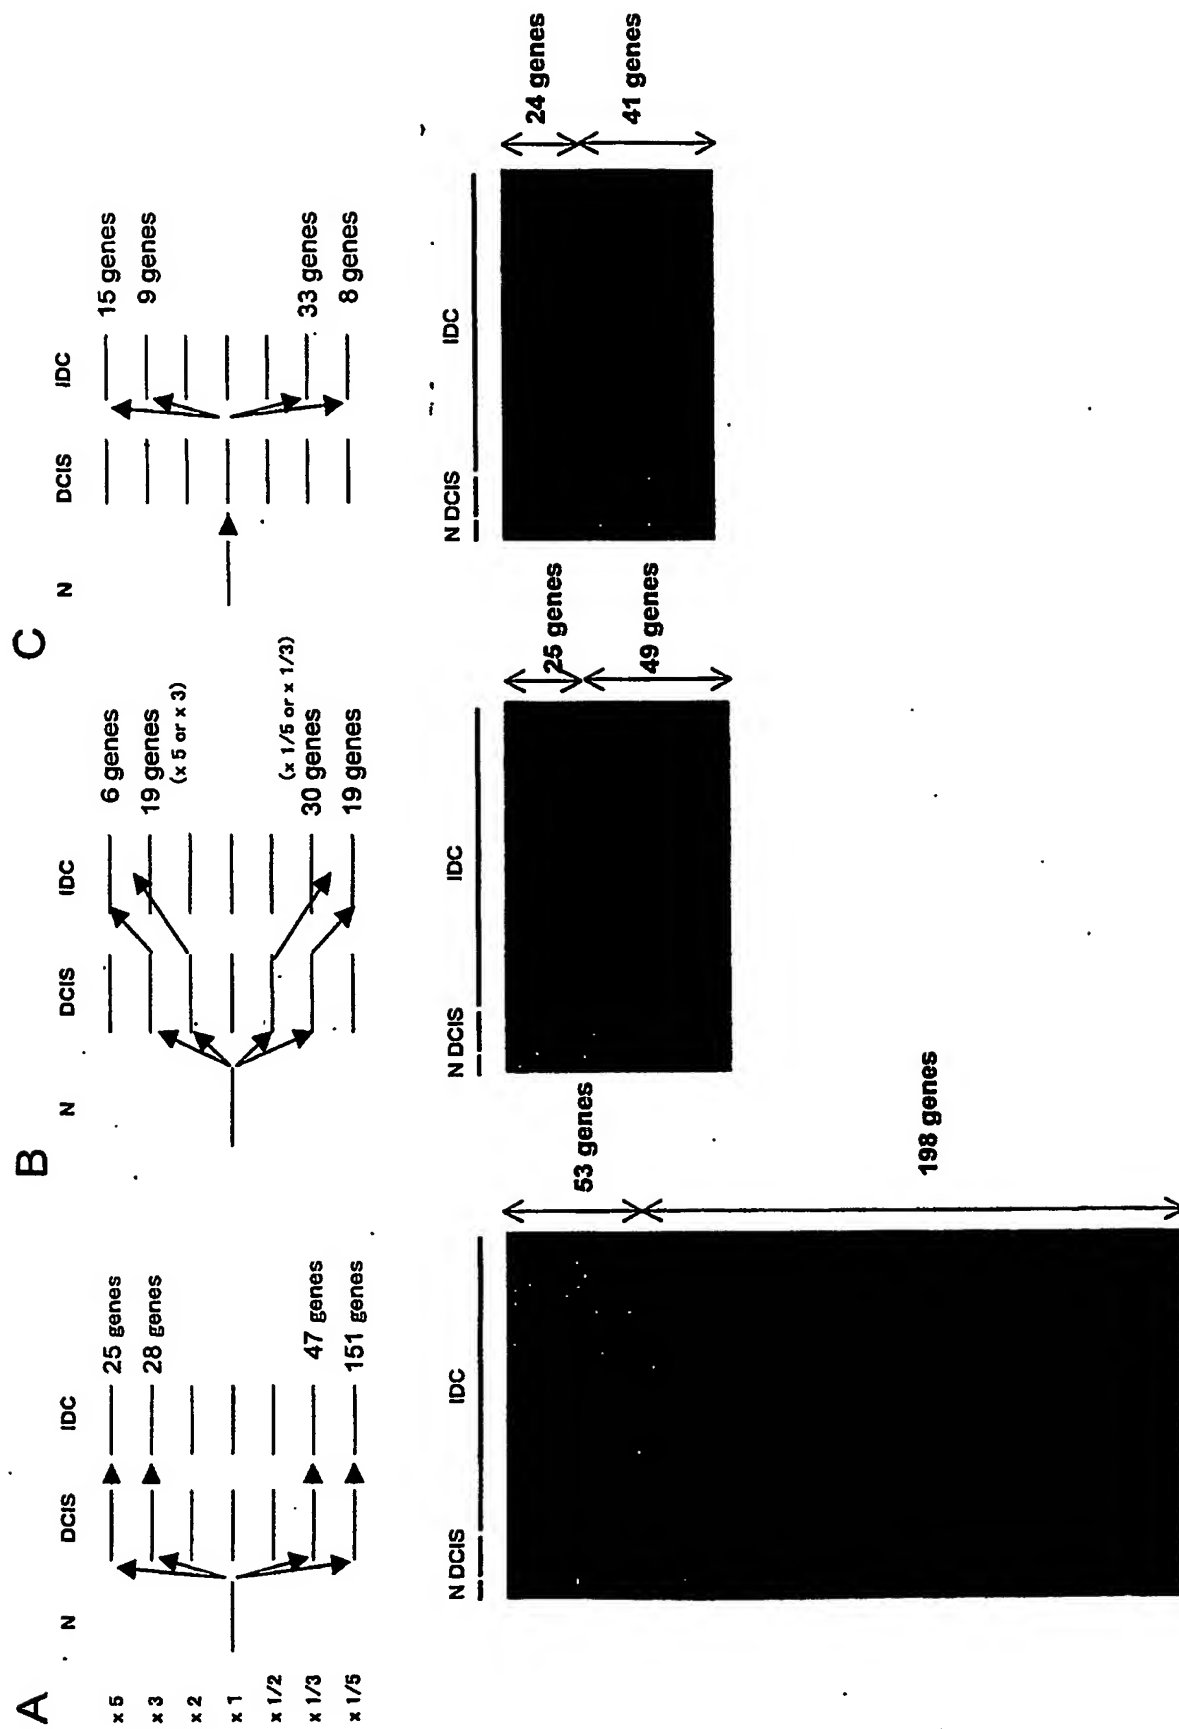 A
N DCIS IDC
x 5
x 3
x 2
x 1
x 1/2
x 1/3
x 1/5
25 genes
28 genes
47 genes
151 genes
N DCIS IDC
53 genes
198 genes
B
N DCIS IDC
6 genes
19 genes
(x 5 or x 3)
(x 1/5 or x 1/3)
30 genes
19 genes
N DCIS IDC
25 genes
49 genes
C
N DCIS IDC
15 genes
9 genes
33 genes
8 genes
N DCIS IDC
24 genes
41 genes